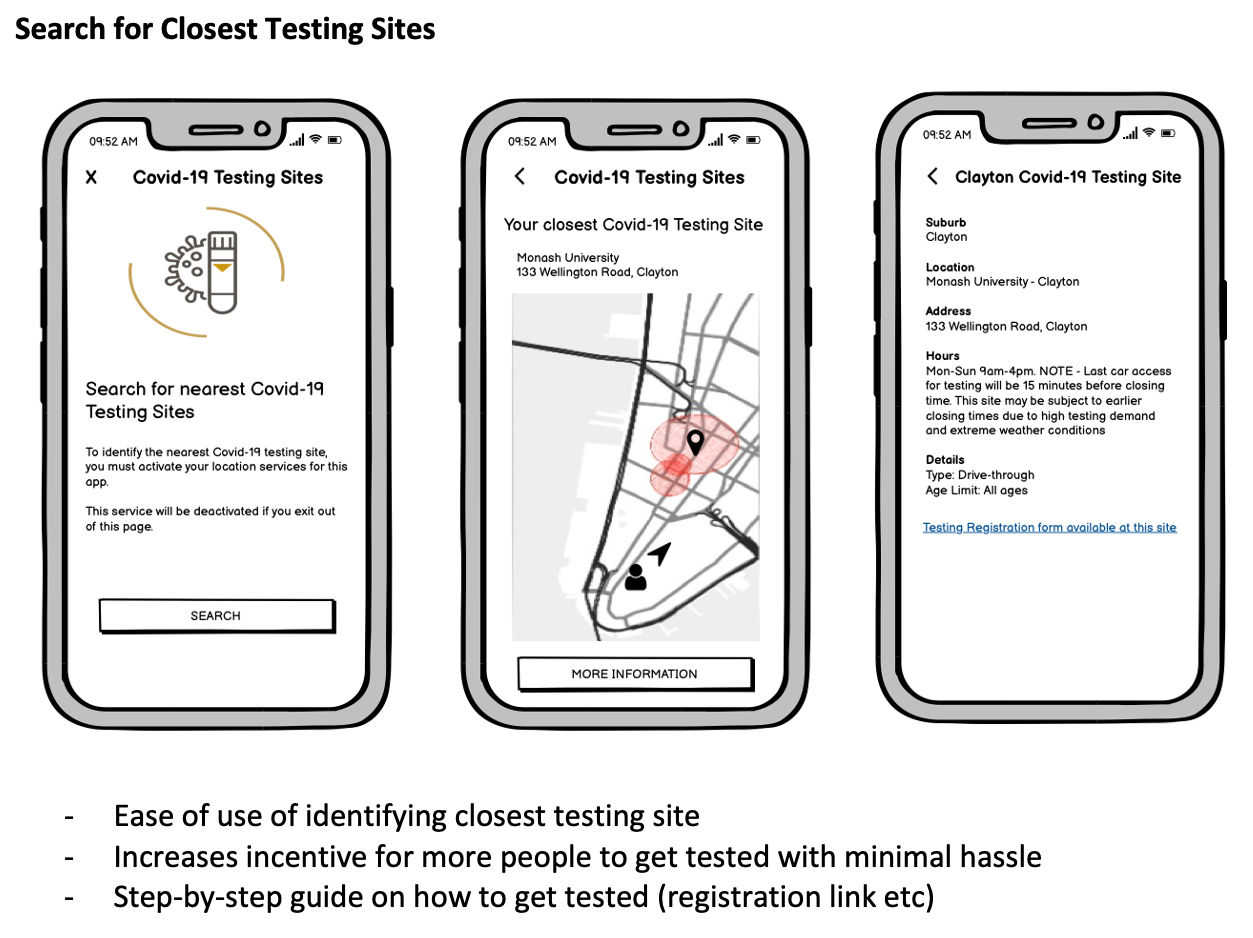 Search for Closest Testing Sites
09:52 AM
X Covid-19 Testing Sites
Search for nearest Covid-19
Testing Sites
To identify the nearest Covid-19 testing site,
you must activate your location services for this
app.
This service will be deactivated if you exit out
of this page.
SEARCH
09:52 AM
< Covid-19 Testing Sites
Your closest Covid-19 Testing Site
Monash University
133 Wellington Road, Clayton
MORE INFORMATION
09:52 AM
< Clayton Covid-19 Testing Site
Suburb
Clayton
Location
Monash University - Clayton
Address
133 Wellington Road, Clayton
Hours
Mon-Sun 9am-4pm. NOTE - Last car access
for testing will be 15 minutes before closing
time. This site may be subject to earlier
closing times due to high testing demand
and extreme weather conditions
Details
Type: Drive-through
Age Limit: All ages
Testing Registration form available at this site
- Ease of use of identifying closest testing site
- Increases incentive for more people to get tested with minimal hassle
- Step-by-step guide on how to get tested (registration link etc)